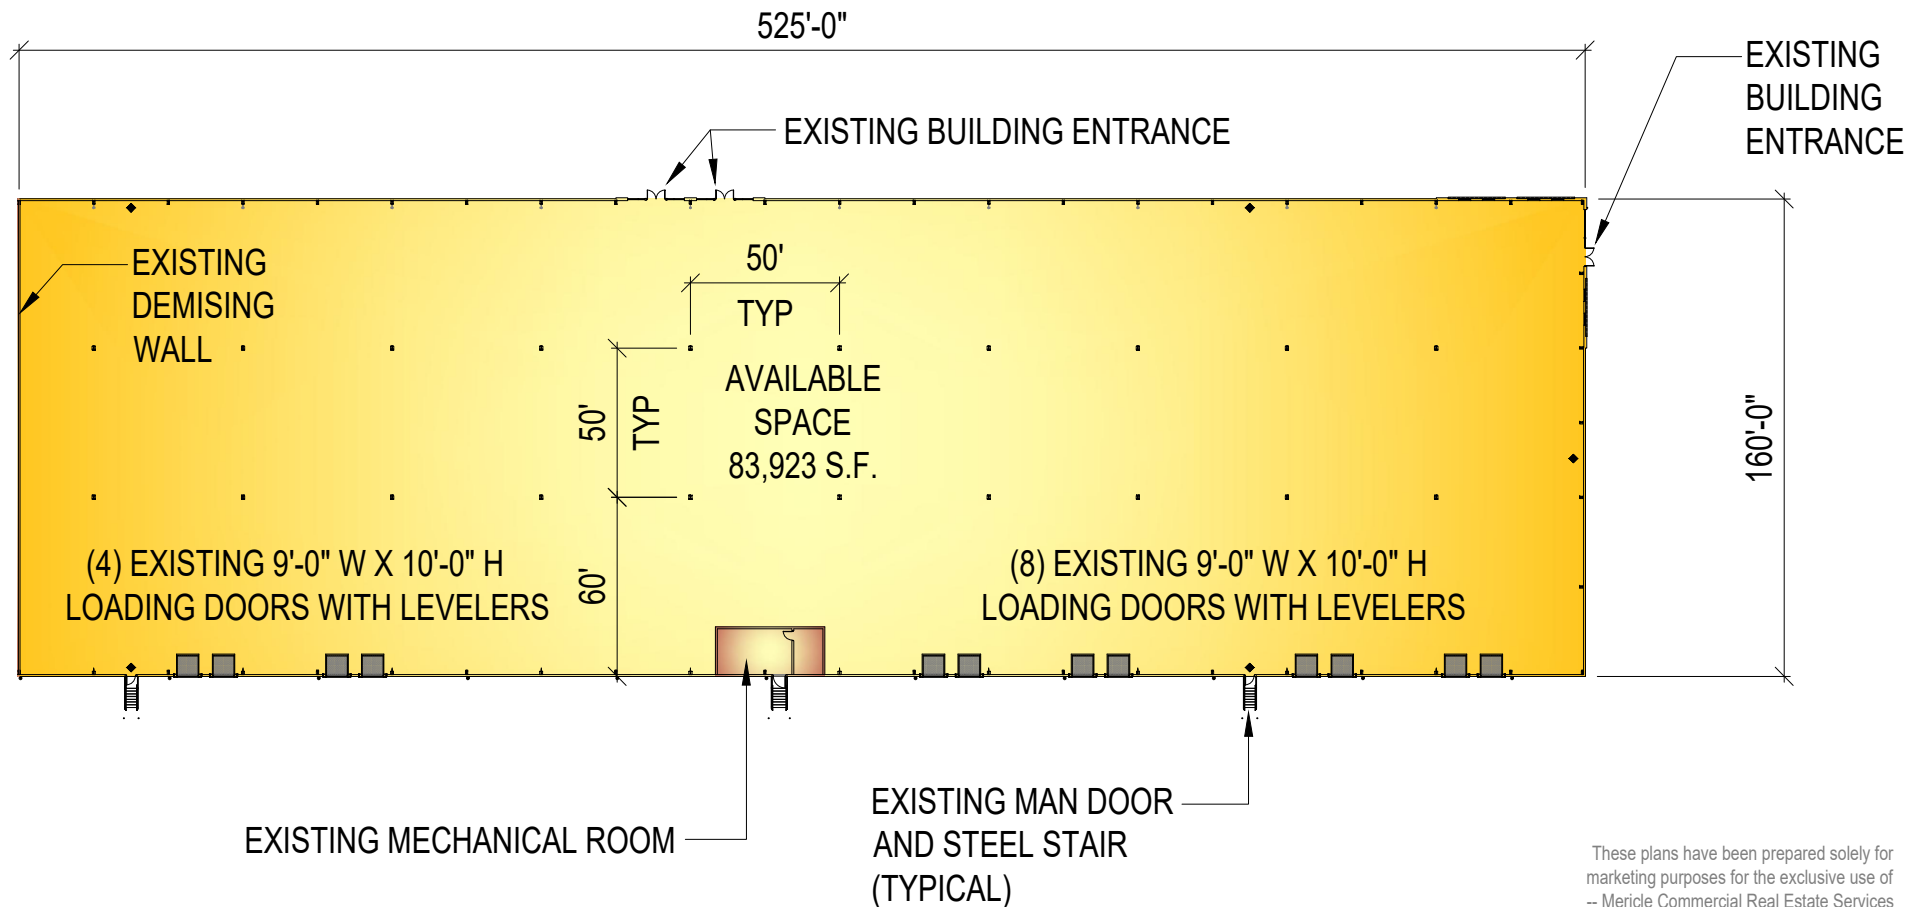 525'-0"
EXISTING
BUILDING
ENTRANCE
EXISTING BUILDING ENTRANCE
EXISTING
DEMISING
WALL
50'
TYP
50'
TYP
AVAILABLE
SPACE
83,923 S.F.
160'-0"
60'
(4) EXISTING 9'-0" W X 10'-0" H
LOADING DOORS WITH LEVELERS
(8) EXISTING 9'-0" W X 10'-0" H
LOADING DOORS WITH LEVELERS
EXISTING MECHANICAL ROOM
EXISTING MAN DOOR
AND STEEL STAIR
(TYPICAL)
These plans have been prepared solely for
marketing purposes for the exclusive use of
-- Mericle Commercial Real Estate Services